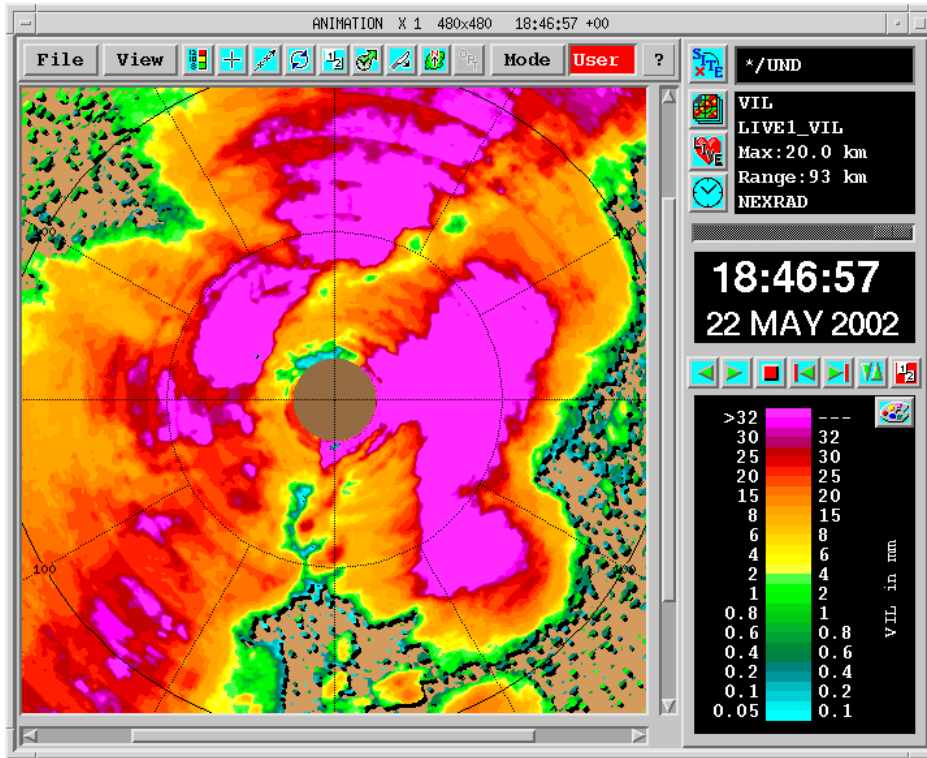 ANIMATION X 1 480x480 18:46:57 +00
File View Mode User ?
SITE
*/UND
VIL
LIVE1_VIL
Max:20.0 km
Range:93 km
NEXRAD
LIVE
18:46:57
22 MAY 2002
100
100
>32 ---
30 32
25 30
20 25
15 20
8 15
6 8
4 6
2 4
1 2
0.8 1
0.6 0.8
0.4 0.6
0.2 0.4
0.1 0.2
0.05 0.1
VIL in mm